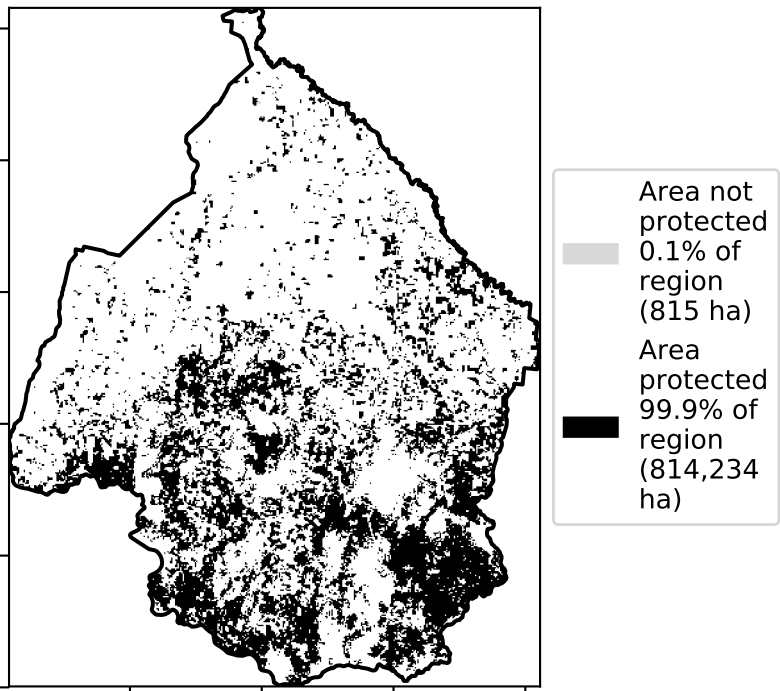 Area not
protected
0.1% of
region
(815 ha)
Area
protected
99.9% of
region
(814,234
ha)